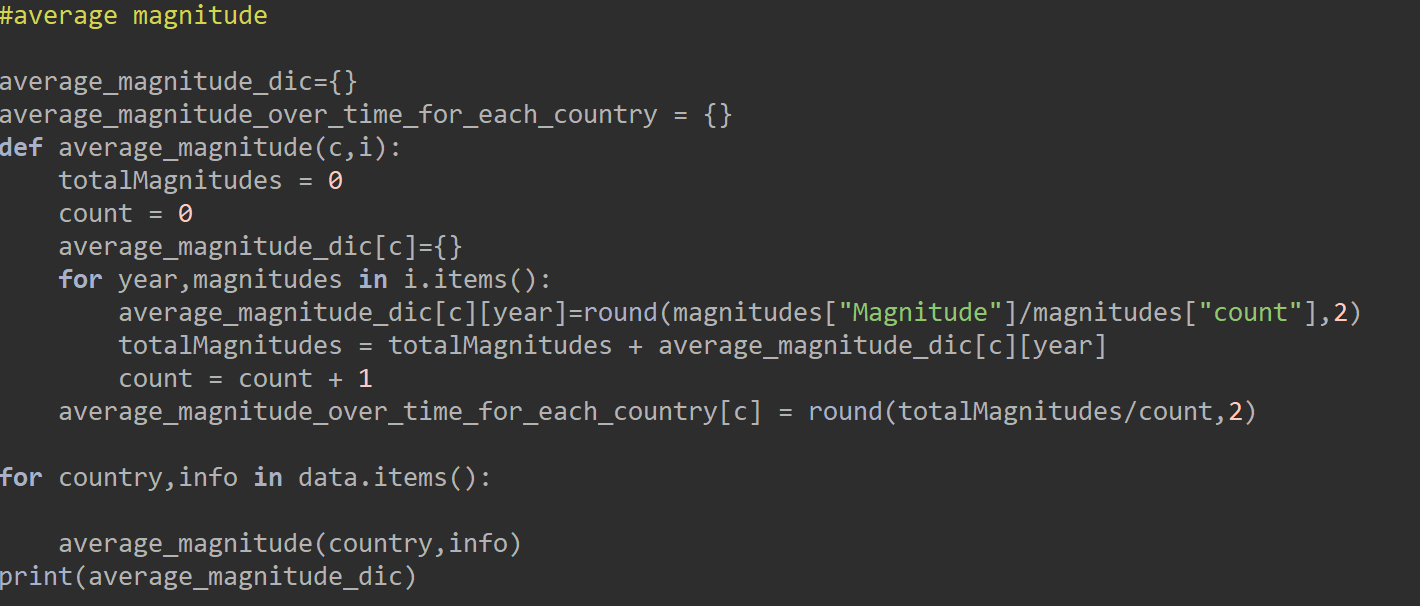 #average magnitude
average_magnitude_dic={}
average_magnitude_over_time_for_each_country = {}
def average_magnitude(c,i):
    totalMagnitudes = 0
    count = 0
    average_magnitude_dic[c]={}
    for year,magnitudes in i.items():
        average_magnitude_dic[c][year]=round(magnitudes["Magnitude"]/magnitudes["count"],2)
        totalMagnitudes = totalMagnitudes + average_magnitude_dic[c][year]
        count = count + 1
    average_magnitude_over_time_for_each_country[c] = round(totalMagnitudes/count,2)
for country,info in data.items():
    average_magnitude(country,info)
print(average_magnitude_dic)